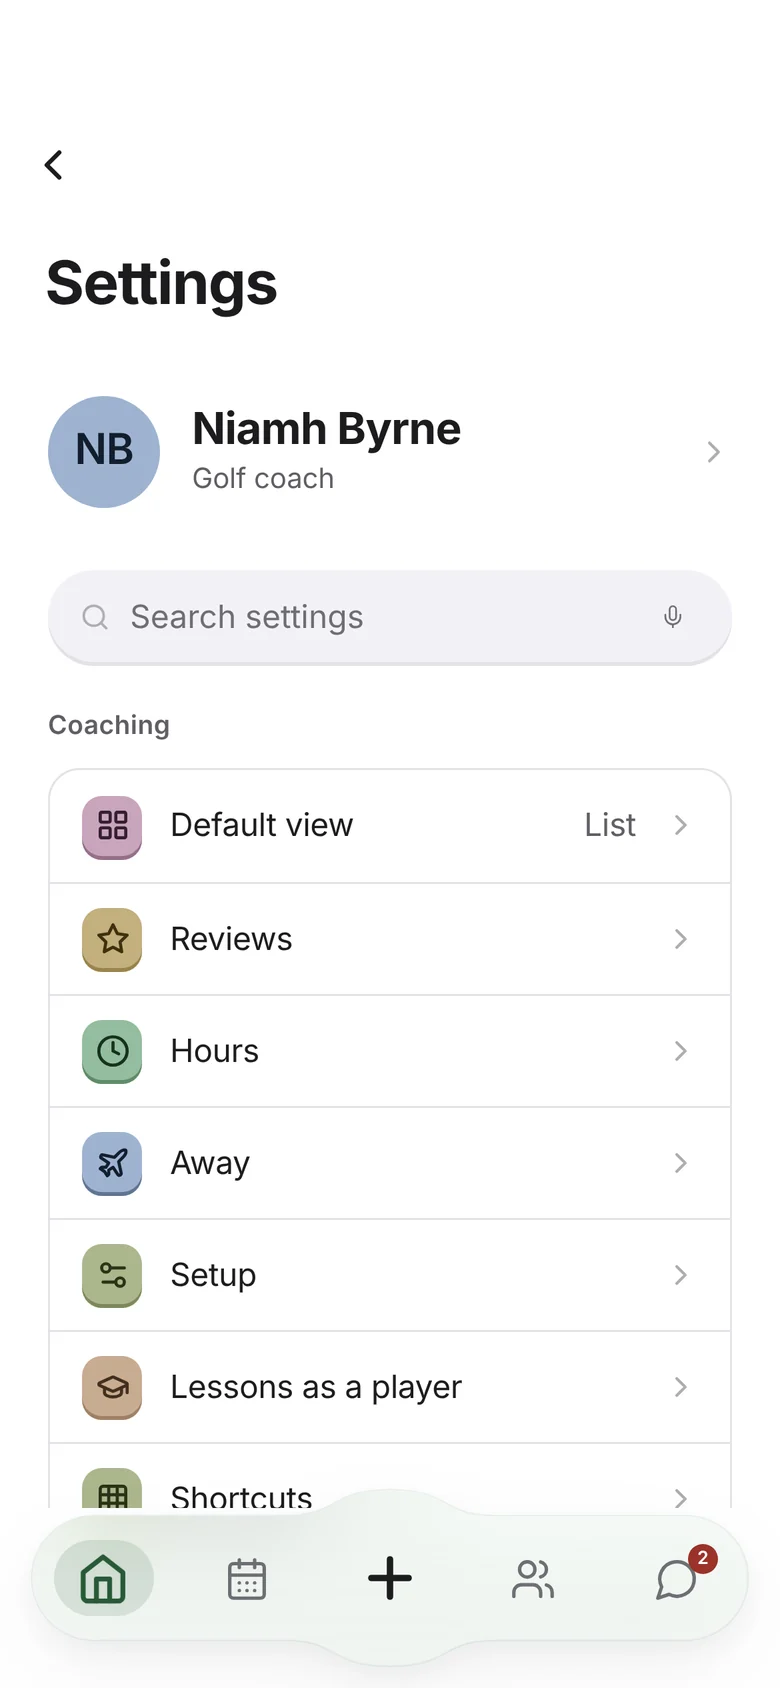 Settings
NB
Niamh Byrne
Golf coach
Search settings
Coaching
Default view List
Reviews
Hours
Away
Setup
Lessons as a player
Shortcuts
2